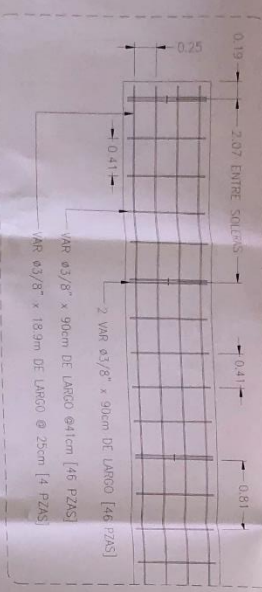 0.19
2.07 ENTRE SOLERAS
0.41
0.81
0.25
0.41
2 VAR ø3/8" x 90cm DE LARGO [46 PZAS]
VAR ø3/8" x 90cm DE LARGO @41cm [46 PZAS]
VAR ø3/8" x 18.9m DE LARGO @ 25cm [4 PZAS]